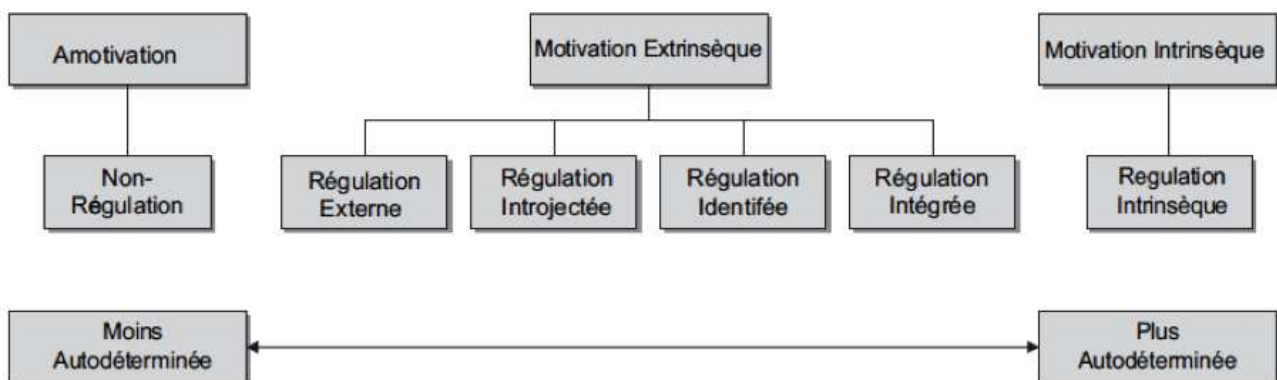 Amotivation
Motivation Extrinsèque
Motivation Intrinsèque
Non-
Régulation
Régulation
Externe
Régulation
Introjectée
Régulation
Identifée
Régulation
Intégrée
Regulation
Intrinsèque
Moins
Autodéterminée
Plus
Autodéterminée